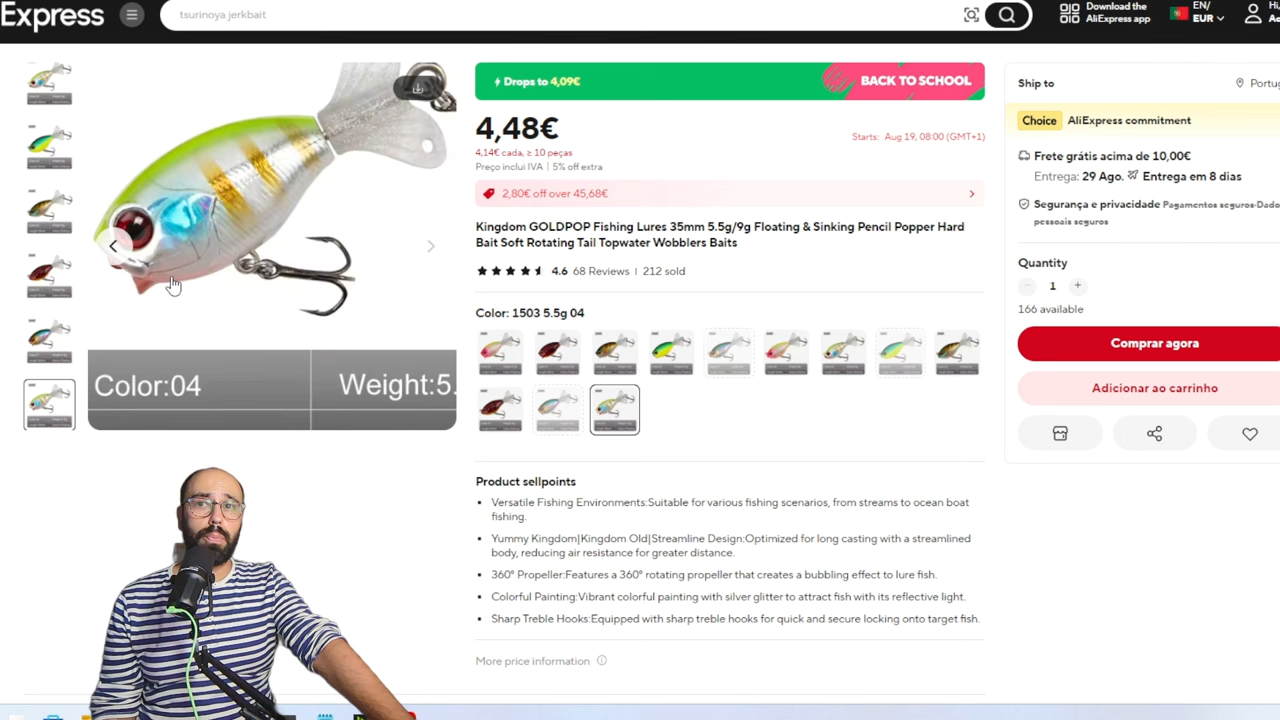 Express
tsurinoya jerkbait
Download the
AliExpress app
EN/
EUR
Drops to 4,09€
BACK TO SCHOOL
4,48€
Starts: Aug 19, 08:00 (GMT+1)
4,14€ cada, ≥ 10 peças
Preço inclui IVA | 5% off extra
2,80€ off over 45,68€
Kingdom GOLDPOP Fishing Lures 35mm 5.5g/9g Floating & Sinking Pencil Popper Hard
Bait Soft Rotating Tail Topwater Wobblers Baits
4.6 68 Reviews | 212 sold
Color: 1503 5.5g 04
Color:04
Weight:5.
Product sellpoints
• Versatile Fishing Environments:Suitable for various fishing scenarios, from streams to ocean boat
fishing.
• Yummy Kingdom|Kingdom Old|Streamline Design:Optimized for long casting with a streamlined
body, reducing air resistance for greater distance.
• 360° Propeller:Features a 360° rotating propeller that creates a bubbling effect to lure fish.
• Colorful Painting:Vibrant colorful painting with silver glitter to attract fish with its reflective light.
• Sharp Treble Hooks:Equipped with sharp treble hooks for quick and secure locking onto target fish.
More price information
Ship to
Portug
Choice AliExpress commitment
Frete grátis acima de 10,00€
Entrega: 29 Ago. Entrega em 8 dias
Segurança e privacidade Pagamentos seguros·Dado
pessoais seguros
Quantity
− 1 +
166 available
Comprar agora
Adicionar ao carrinho